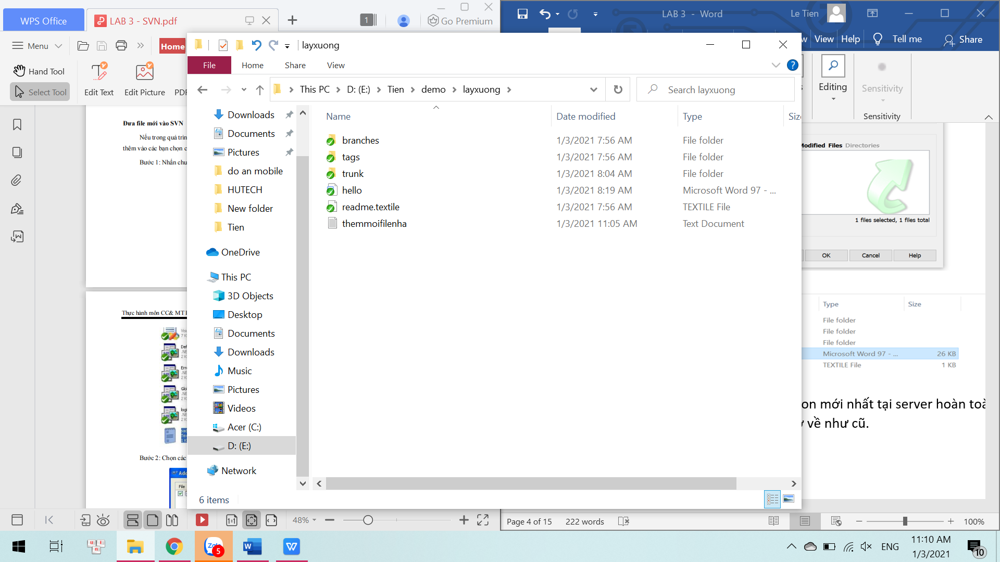 WPS Office
LAB 3 - SVN.pdf
1
Go Premium
LAB 3 - Word
Le Tien
Menu
Home
layxuong
View
Help
Tell me
Share
Hand Tool
Select Tool
Edit Text
Edit Picture
File
Home
Share
View
Editing
Sensitivity
Sensitivity
This PC
D: (E:)
Tien
demo
layxuong
Search layxuong
Name
Date modified
Type
branches
1/3/2021 7:56 AM
File folder
tags
1/3/2021 7:56 AM
File folder
trunk
1/3/2021 8:04 AM
File folder
hello
1/3/2021 8:19 AM
Microsoft Word 97 - ...
readme.textile
1/3/2021 7:56 AM
TEXTILE File
themmoifilenha
1/3/2021 11:05 AM
Text Document
Downloads
Documents
Pictures
do an mobile
HUTECH
New folder
Tien
OneDrive
This PC
3D Objects
Desktop
Documents
Downloads
Music
Pictures
Videos
Acer (C:)
D: (E:)
Network
6 items
Đưa file mới vào SVN
Nếu trong quá trìn
thêm vào các bạn chọn c
Bước 1: Nhấn chu
Thực hành môn CC& MT
Bước 2: Chọn các
File
Modified Files Directories
1 files selected, 1 files total
OK
Cancel
Help
Type
Size
File folder
File folder
File folder
Microsoft Word 97 - ...
26 KB
TEXTILE File
1 KB
on mới nhất tại server hoàn toà
về như cũ.
48%
Page 4 of 15
222 words
100%
Zalo
5
ENG
11:10 AM
1/3/2021
10